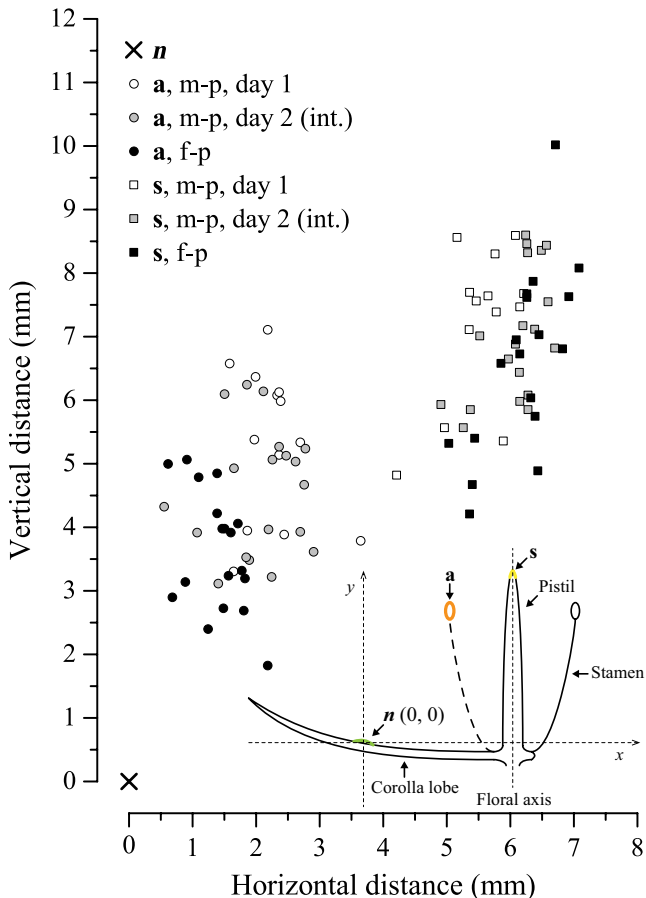 12
11
10
9
8
7
6
5
4
3
2
1
0
Vertical distance (mm)
n
a, m-p, day 1
a, m-p, day 2 (int.)
a, f-p
s, m-p, day 1
s, m-p, day 2 (int.)
s, f-p
s
a
y
Pistil
Stamen
n (0, 0)
x
Corolla lobe
Floral axis
0 1 2 3 4 5 6 7 8
Horizontal distance (mm)